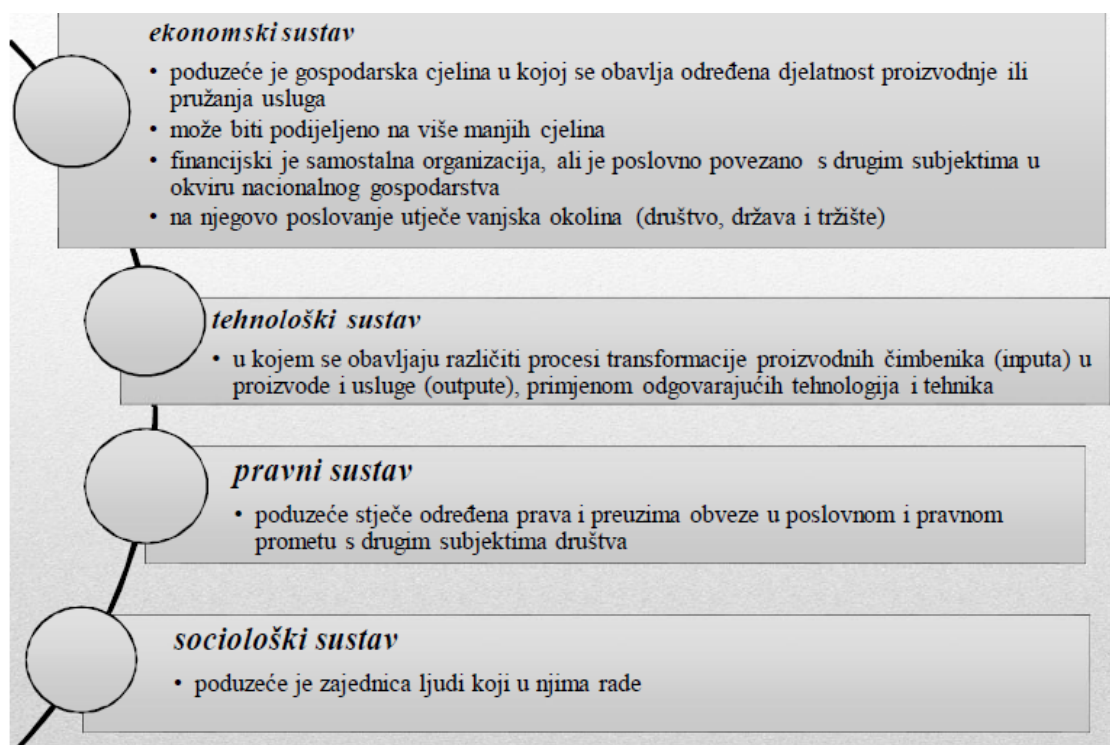 ekonomski sustav
• poduzeće je gospodarska cjelina u kojoj se obavlja određena djelatnost proizvodnje ili
pružanja usluga
• može biti podijeljeno na više manjih cjelina
• financijski je samostalna organizacija, ali je poslovno povezano s drugim subjektima u
okviru nacionalnog gospodarstva
• na njegovo poslovanje utječe vanjska okolina (društvo, država i tržište)
tehnološki sustav
• u kojem se obavljaju različiti procesi transformacije proizvodnih čimbenika (inputa) u
proizvode i usluge (outpute), primjenom odgovarajućih tehnologija i tehnika
pravni sustav
• poduzeće stječe određena prava i preuzima obveze u poslovnom i pravnom
prometu s drugim subjektima društva
sociološki sustav
• poduzeće je zajednica ljudi koji u njima rade